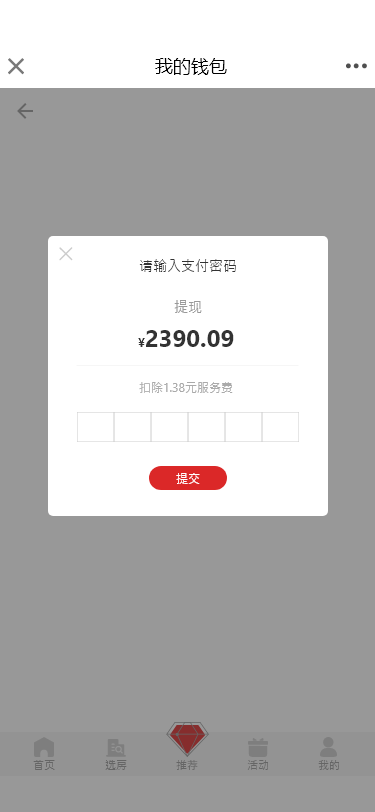 我的钱包
请输入支付密码
提现
¥2390.09
扣除1.38元服务费
提交
首页 选房 推荐 活动 我的